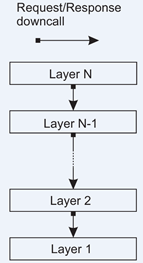 Request/Response
downcall
Layer N
Layer N-1
Layer 2
Layer 1